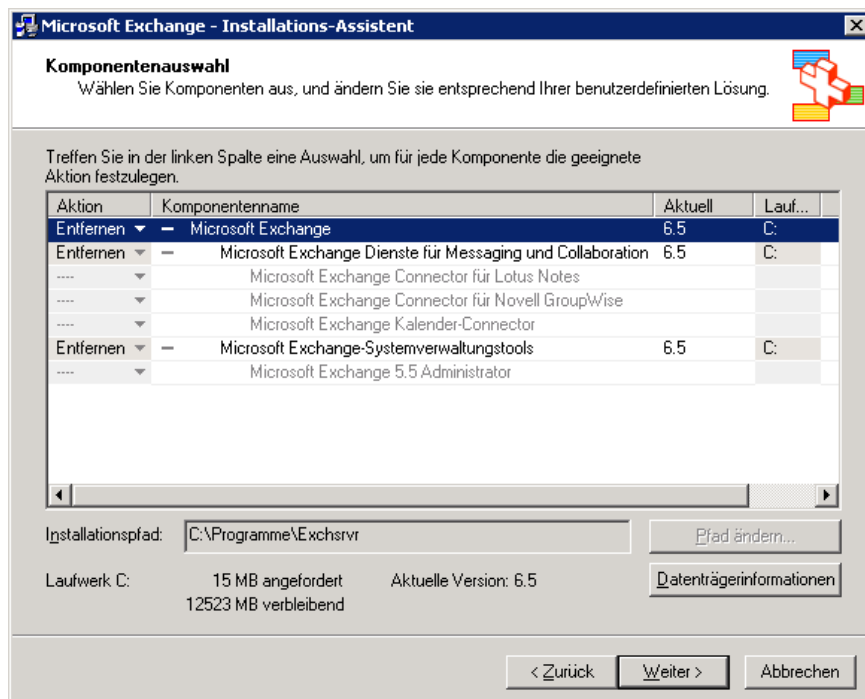 Microsoft Exchange - Installations-Assistent
Komponentenauswahl
Wählen Sie Komponenten aus, und ändern Sie sie entsprechend Ihrer benutzerdefinierten Lösung.
Treffen Sie in der linken Spalte eine Auswahl, um für jede Komponente die geeignete
Aktion festzulegen.
Aktion Komponentenname Aktuell Lauf...
Entfernen Microsoft Exchange 6.5 C:
Entfernen Microsoft Exchange Dienste für Messaging und Collaboration 6.5 C:
---- Microsoft Exchange Connector für Lotus Notes
---- Microsoft Exchange Connector für Novell GroupWise
---- Microsoft Exchange Kalender-Connector
Entfernen Microsoft Exchange-Systemverwaltungstools 6.5 C:
---- Microsoft Exchange 5.5 Administrator
Installationspfad: C:\Programme\Exchsrvr Pfad ändern...
Laufwerk C: 15 MB angefordert Aktuelle Version: 6.5 Datenträgerinformationen
12523 MB verbleibend
< Zurück Weiter > Abbrechen